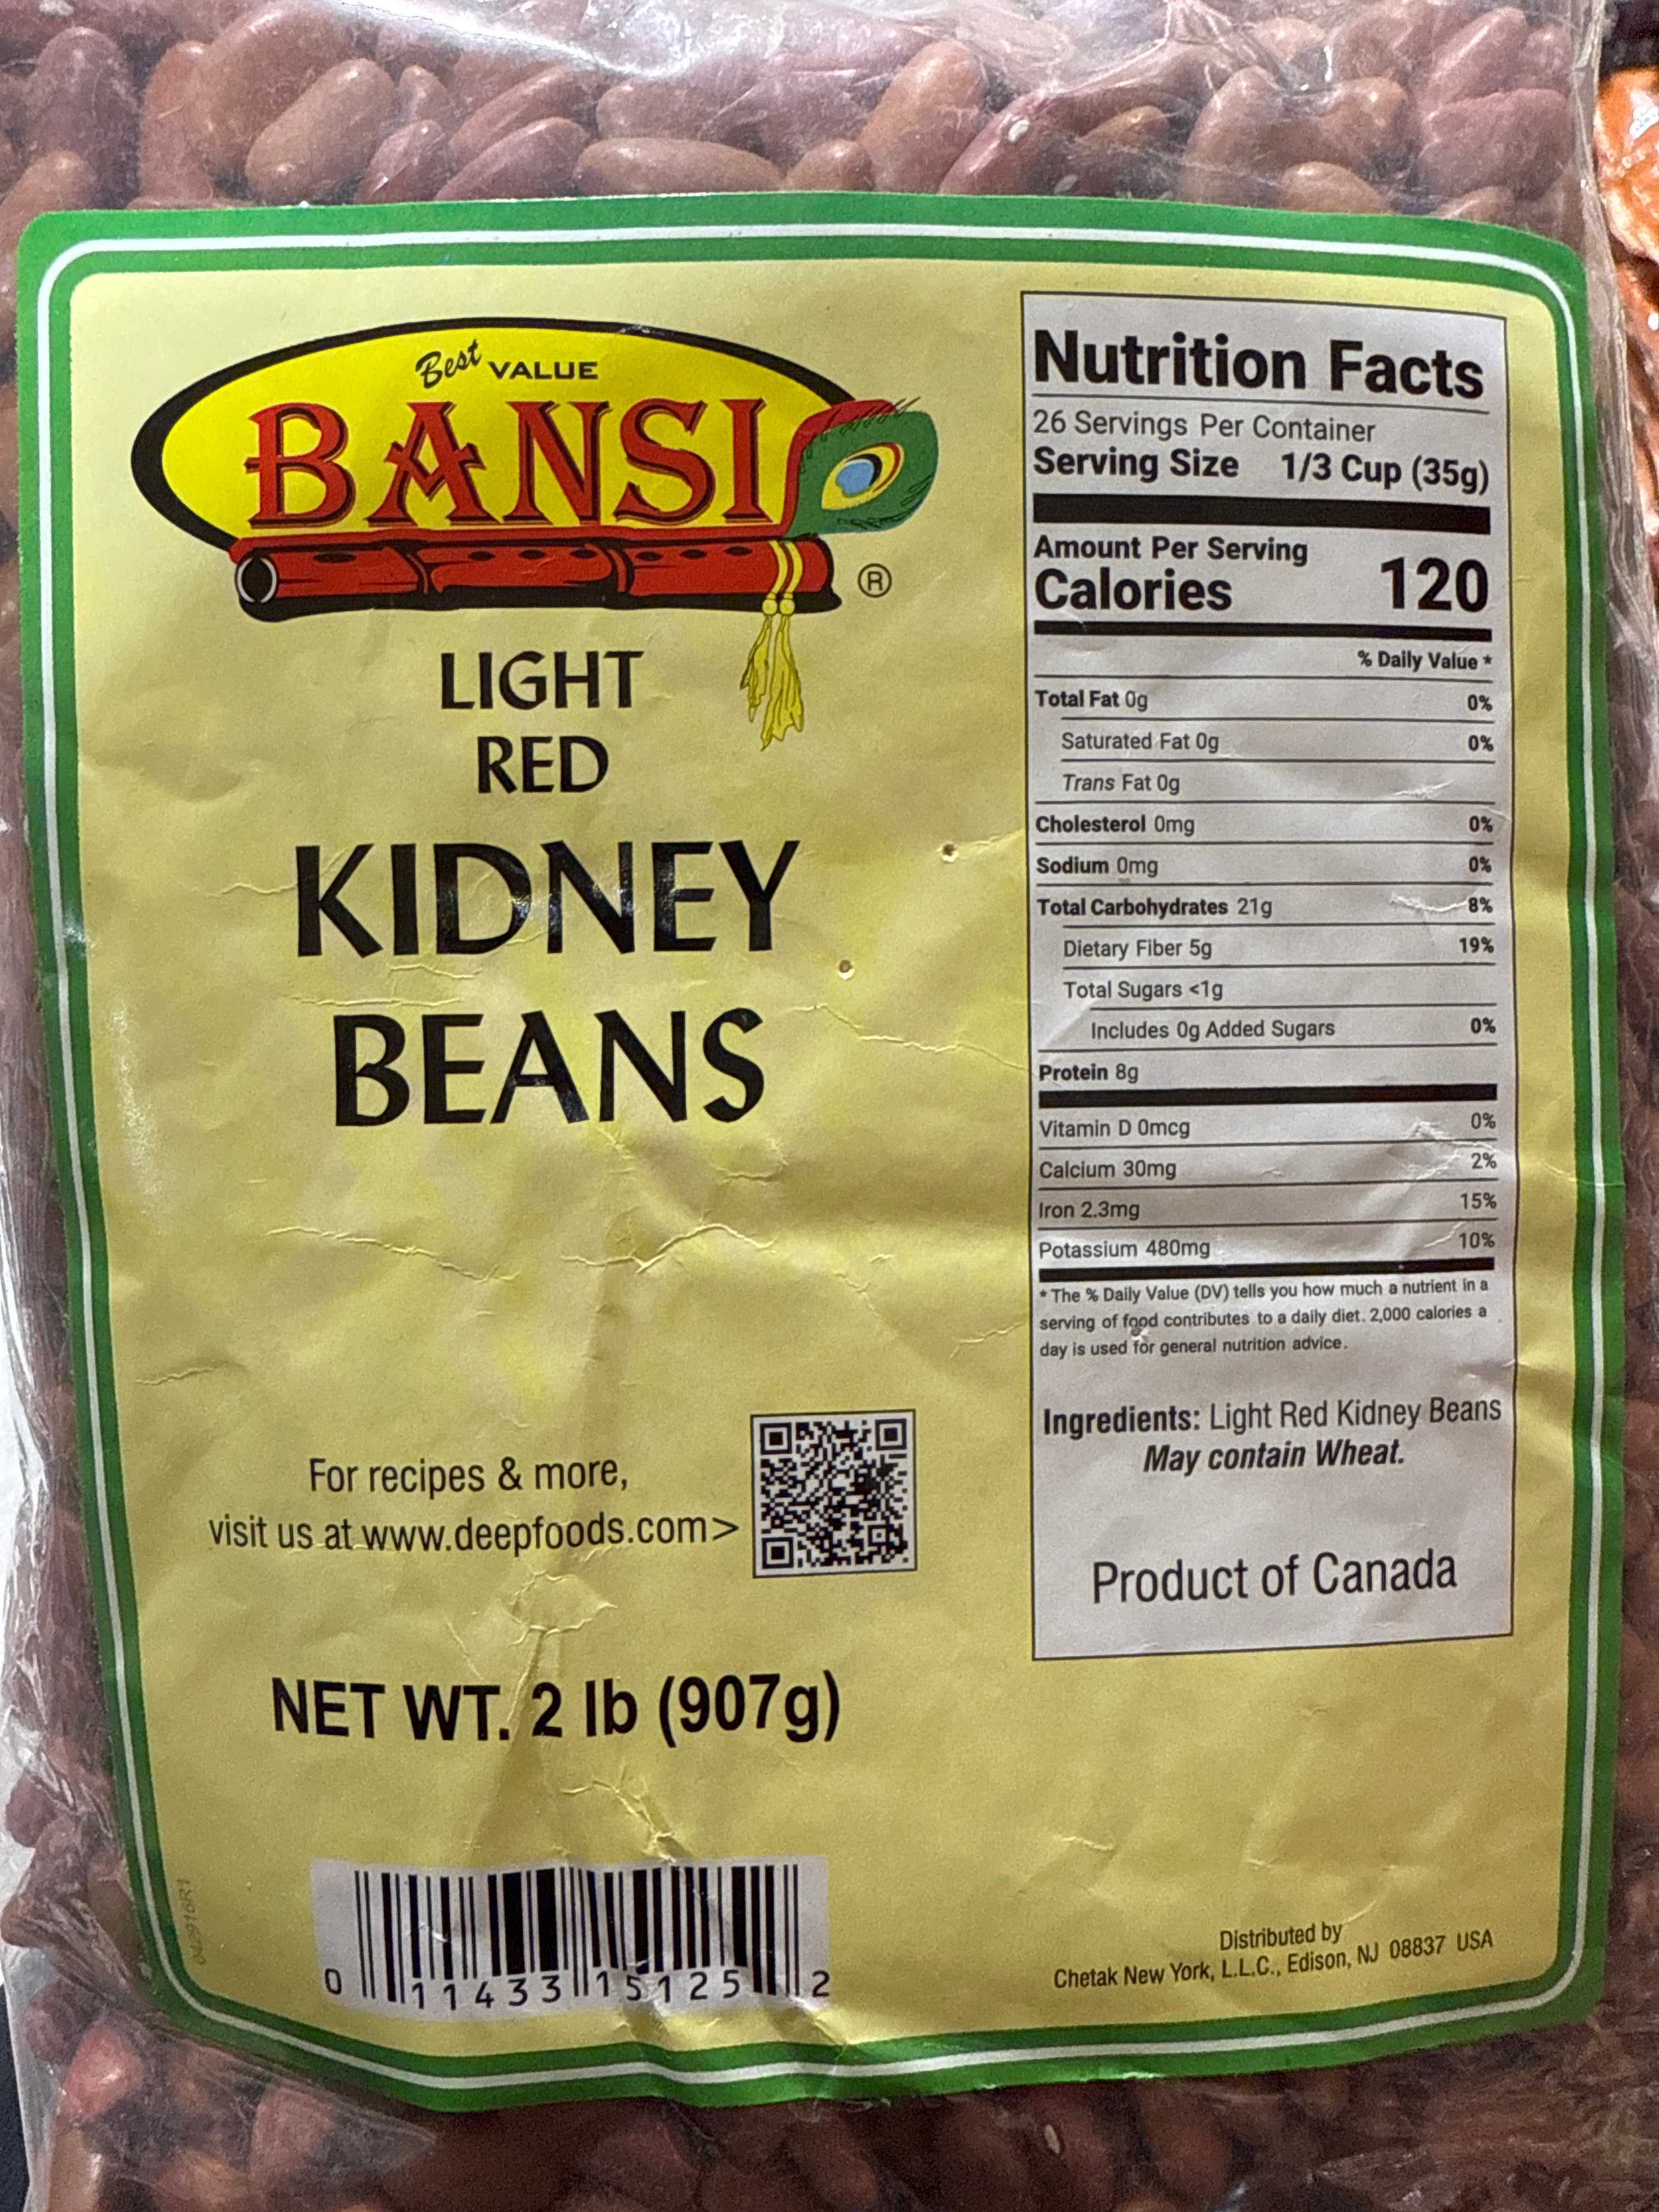 Best VALUE
BANSI
®
LIGHT
RED
KIDNEY
BEANS
For recipes & more,
visit us at www.deepfoods.com>
NET WT. 2 lb (907g)
042916R1
0 11433 15125 2
Nutrition Facts
26 Servings Per Container
Serving Size 1/3 Cup (35g)
Amount Per Serving
Calories 120
% Daily Value *
Total Fat 0g 0%
Saturated Fat 0g 0%
Trans Fat 0g
Cholesterol 0mg 0%
Sodium 0mg 0%
Total Carbohydrates 21g 8%
Dietary Fiber 5g 19%
Total Sugars <1g
Includes 0g Added Sugars 0%
Protein 8g
Vitamin D 0mcg 0%
Calcium 30mg 2%
Iron 2.3mg 15%
Potassium 480mg 10%
* The % Daily Value (DV) tells you how much a nutrient in a
serving of food contributes to a daily diet. 2,000 calories a
day is used for general nutrition advice.
Ingredients: Light Red Kidney Beans
May contain Wheat.
Product of Canada
Distributed by
Chetak New York, L.L.C., Edison, NJ 08837 USA